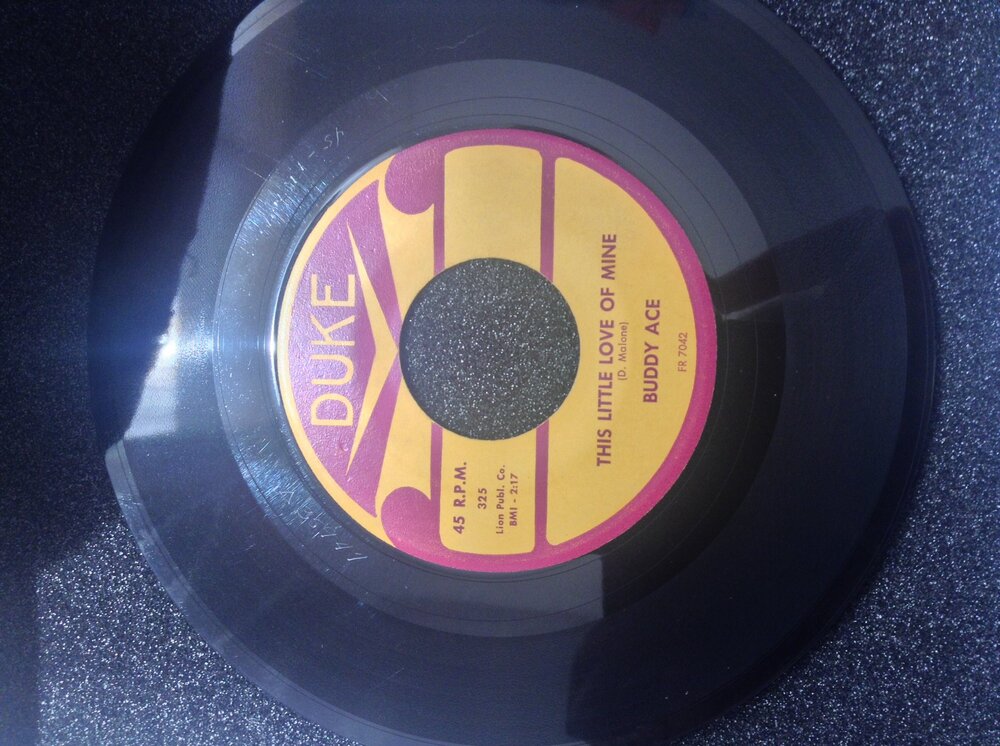 DUKE
45 R.P.M.
325
Lion Publ. Co.
BMI - 2:17
THIS LITTLE LOVE OF MINE
(D. Malone)
BUDDY ACE
FR 7042